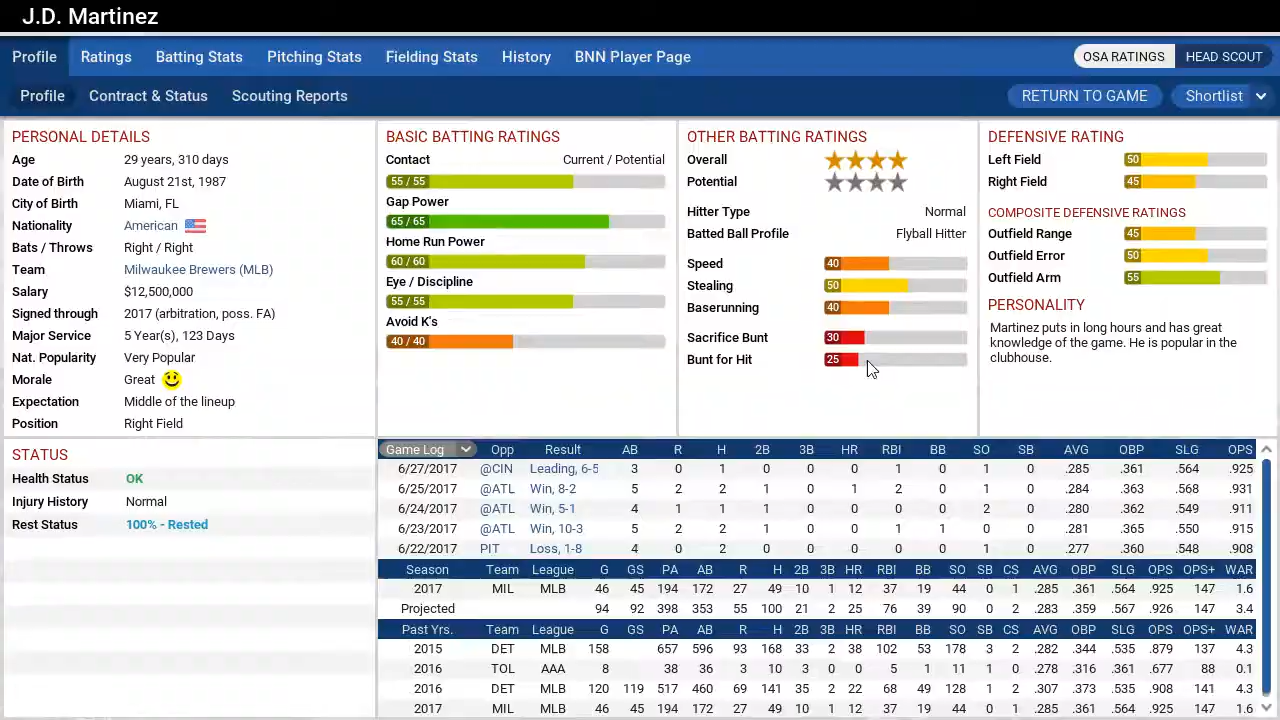 J.D. Martinez
Profile Ratings Batting Stats Pitching Stats Fielding Stats History BNN Player Page OSA RATINGS HEAD SCOUT
Profile Contract & Status Scouting Reports RETURN TO GAME Shortlist
PERSONAL DETAILS
Age 29 years, 310 days
Date of Birth August 21st, 1987
City of Birth Miami, FL
Nationality American
Bats / Throws Right / Right
Team Milwaukee Brewers (MLB)
Salary $12,500,000
Signed through 2017 (arbitration, poss. FA)
Major Service 5 Year(s), 123 Days
Nat. Popularity Very Popular
Morale Great
Expectation Middle of the lineup
Position Right Field
BASIC BATTING RATINGS
Contact Current / Potential
55 / 55
Gap Power
65 / 65
Home Run Power
60 / 60
Eye / Discipline
55 / 55
Avoid K's
40 / 40
OTHER BATTING RATINGS
Overall
Potential
Hitter Type Normal
Batted Ball Profile Flyball Hitter
Speed 40
Stealing 50
Baserunning 40
Sacrifice Bunt 30
Bunt for Hit 25
DEFENSIVE RATING
Left Field 50
Right Field 45
COMPOSITE DEFENSIVE RATINGS
Outfield Range 45
Outfield Error 50
Outfield Arm 55
PERSONALITY
Martinez puts in long hours and has great
knowledge of the game. He is popular in the
clubhouse.
STATUS
Health Status OK
Injury History Normal
Rest Status 100% - Rested
Game Log Opp Result AB R H 2B 3B HR RBI BB SO SB AVG OBP SLG OPS
6/27/2017 @CIN Leading, 6-5 3 0 1 0 0 0 1 0 1 0 .285 .361 .564 .925
6/25/2017 @ATL Win, 8-2 5 2 2 1 0 1 2 0 1 0 .284 .363 .568 .931
6/24/2017 @ATL Win, 5-1 4 1 1 1 0 0 0 0 2 0 .280 .362 .549 .911
6/23/2017 @ATL Win, 10-3 5 2 2 1 0 0 1 1 0 0 .281 .365 .550 .915
6/22/2017 PIT Loss, 1-8 4 0 2 0 0 0 0 0 1 0 .277 .360 .548 .908
Season Team League G GS PA AB R H 2B 3B HR RBI BB SO SB CS AVG OBP SLG OPS OPS+ WAR
2017 MIL MLB 46 45 194 172 27 49 10 1 12 37 19 44 0 1 .285 .361 .564 .925 147 1.6
Projected 94 92 398 353 55 100 21 2 25 76 39 90 0 2 .283 .359 .567 .926 147 3.4
Past Yrs. Team League G GS PA AB R H 2B 3B HR RBI BB SO SB CS AVG OBP SLG OPS OPS+ WAR
2015 DET MLB 158 657 596 93 168 33 2 38 102 53 178 3 2 .282 .344 .535 .879 137 4.3
2016 TOL AAA 8 38 36 3 10 3 0 0 5 1 11 1 0 .278 .316 .361 .677 88 0.1
2016 DET MLB 120 119 517 460 69 141 35 2 22 68 49 128 1 2 .307 .373 .535 .908 141 4.3
2017 MIL MLB 46 45 194 172 27 49 10 1 12 37 19 44 0 1 .285 .361 .564 .925 147 1.6